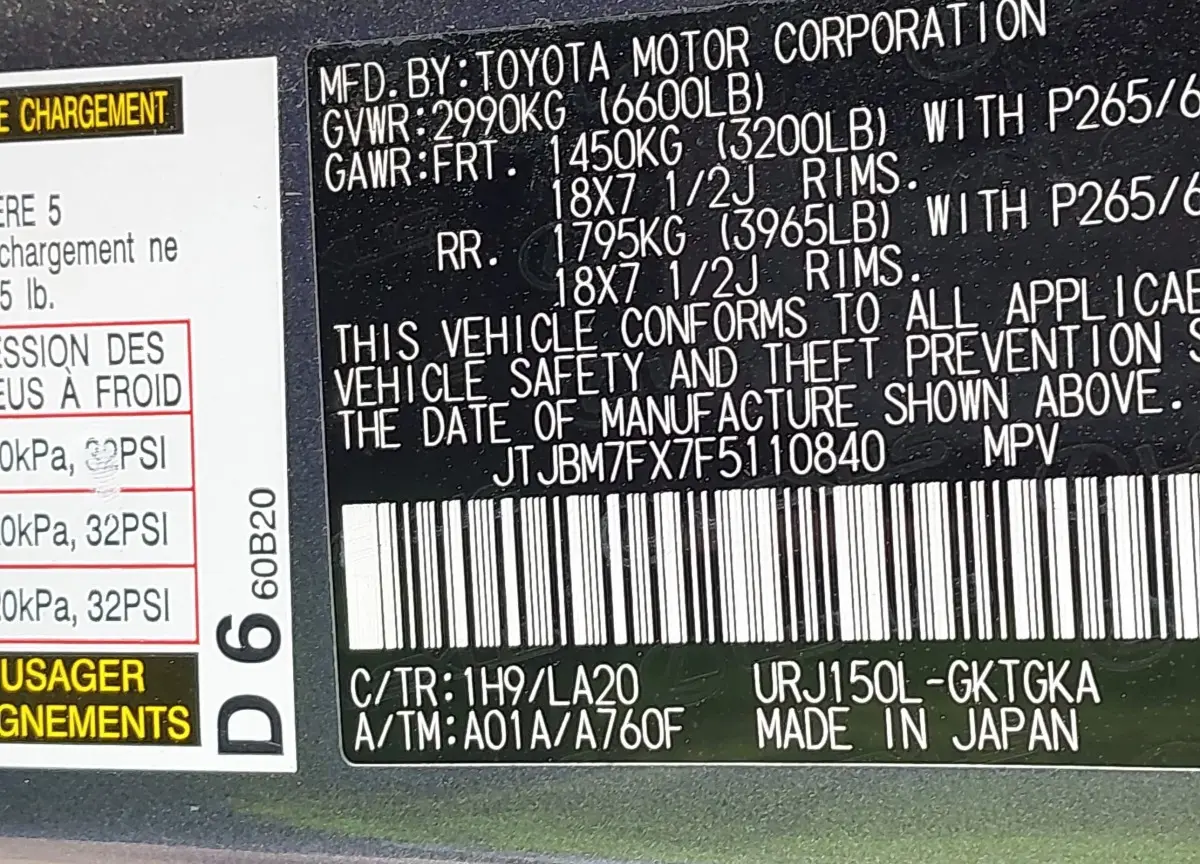 E CHARGEMENT
ÈRE 5
chargement ne
5 lb.
ESSION DES
EUS À FROID
0kPa, 32PSI
0kPa, 32PSI
20kPa, 32PSI
USAGER
GNEMENTS
D6 60B20
MFD. BY:TOYOTA MOTOR CORPORATION
GVWR:2990KG (6600LB)
GAWR:FRT. 1450KG (3200LB) WITH P265/6
18X7 1/2J RIMS.
RR. 1795KG (3965LB) WITH P265/6
18X7 1/2J RIMS.
THIS VEHICLE CONFORMS TO ALL APPLICAB
VEHICLE SAFETY AND THEFT PREVENTION S
THE DATE OF MANUFACTURE SHOWN ABOVE.
JTJBM7FX7F5110840 MPV
C/TR:1H9/LA20 URJ150L-GKTGKA
A/TM:A01A/A760F MADE IN JAPAN